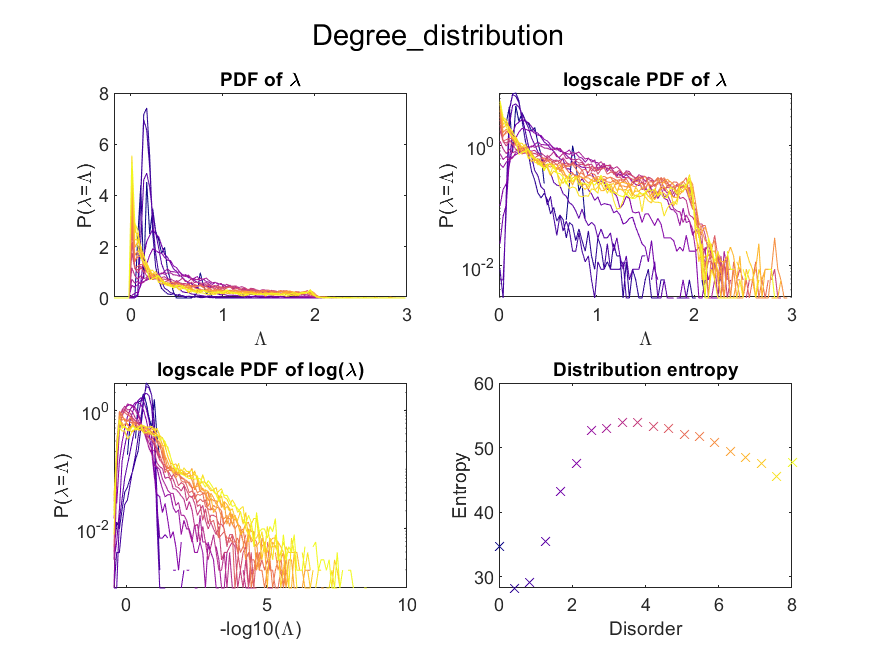 Degree_distribution
PDF of λ
P(λ=Λ)
8
6
4
2
0
0 1 2 3
Λ
logscale PDF of λ
P(λ=Λ)
10^0
10^-2
0 1 2 3
Λ
logscale PDF of log(λ)
P(λ=Λ)
10^0
10^-2
0 5 10
-log10(Λ)
Distribution entropy
Entropy
60
50
40
30
0 2 4 6 8
Disorder